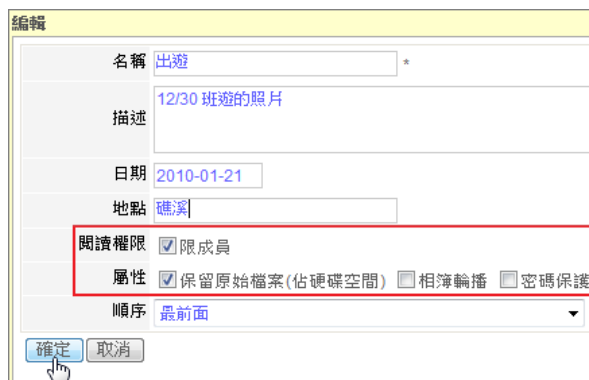 編輯
名稱 出遊 *
描述 12/30 班遊的照片
日期 2010-01-21
地點 礁溪
閱讀權限 限成員
屬性 保留原始檔案(佔硬碟空間) 相簿輪播 密碼保護
順序 最前面
確定 取消